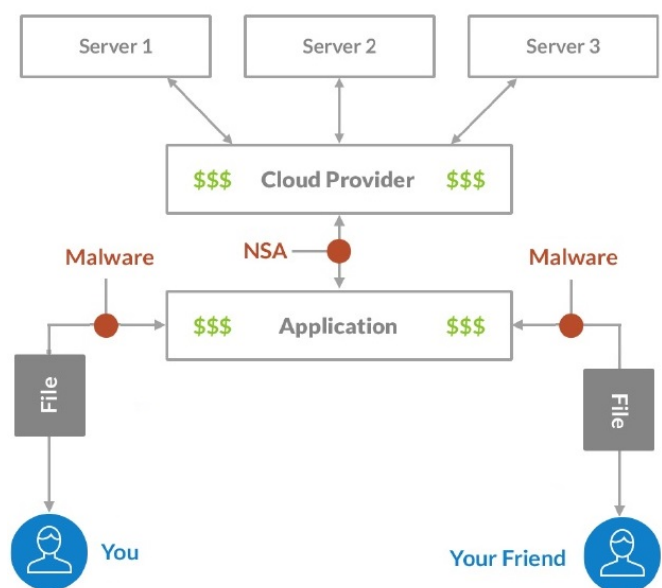 Server 1
Server 2
Server 3
$$$ Cloud Provider $$$
NSA
Malware
Malware
$$$ Application $$$
File
File
You
Your Friend